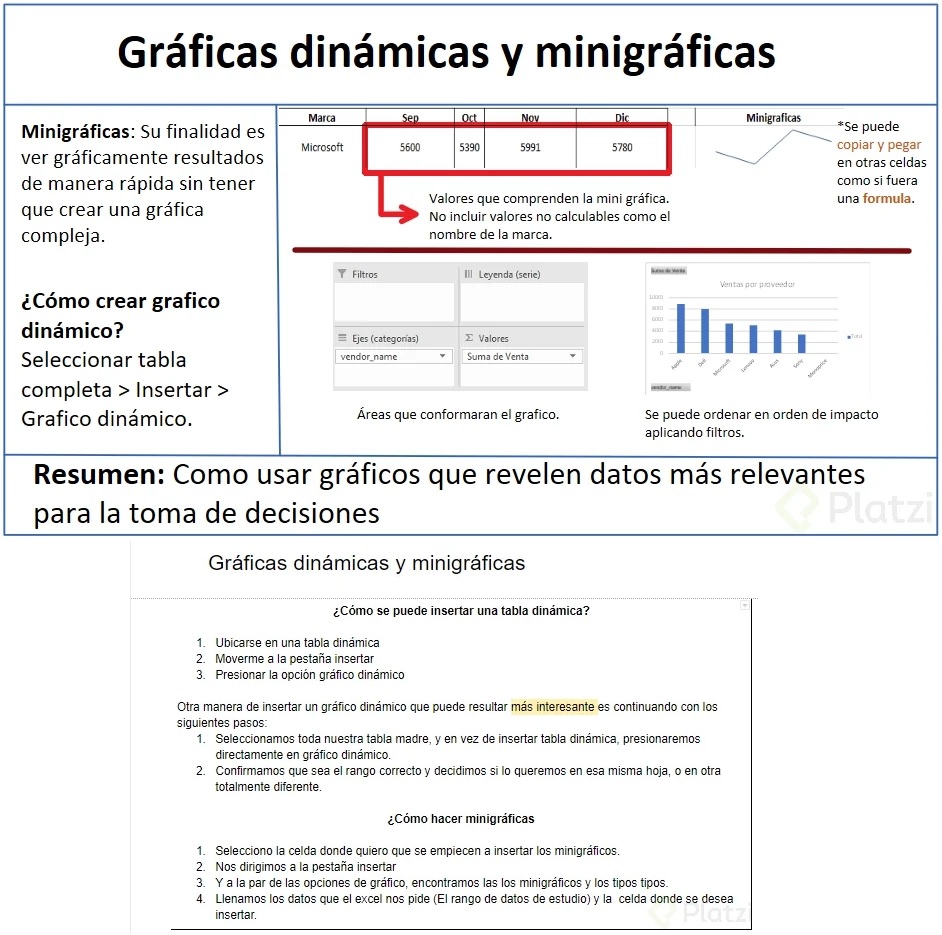 Gráficas dinámicas y minigráficas
Minigráficas: Su finalidad es
ver gráficamente resultados
de manera rápida sin tener
que crear una gráfica
compleja.
¿Cómo crear grafico
dinámico?
Seleccionar tabla
completa > Insertar >
Grafico dinámico.
Marca Sep Oct Nov Dic Minigraficas
Microsoft 5600 5390 5991 5780
*Se puede
copiar y pegar
en otras celdas
como si fuera
una formula.
Valores que comprenden la mini gráfica.
No incluir valores no calculables como el
nombre de la marca.
Filtros
Leyenda (serie)
Ejes (categorías)
Σ Valores
vendor_name
Suma de Venta
Áreas que conformaran el grafico.
Suma de Venta
Ventas por proveedor
10000
8000
6000
4000
2000
0
Apple Dell Microsoft Lenovo Asus Sony
Total
vendor_name
Se puede ordenar en orden de impacto
aplicando filtros.
Resumen: Como usar gráficos que revelen datos más relevantes
para la toma de decisiones
Platzi
Gráficas dinámicas y minigráficas
¿Cómo se puede insertar una tabla dinámica?
1. Ubicarse en una tabla dinámica
2. Moverme a la pestaña insertar
3. Presionar la opción gráfico dinámico
Otra manera de insertar un gráfico dinámico que puede resultar más interesante es continuando con los
siguientes pasos:
1. Seleccionamos toda nuestra tabla madre, y en vez de insertar tabla dinámica, presionaremos
directamente en gráfico dinámico.
2. Confirmamos que sea el rango correcto y decidimos si lo queremos en esa misma hoja, o en otra
totalmente diferente.
¿Cómo hacer minigráficas
1. Selecciono la celda donde quiero que se empiecen a insertar los minigráficos.
2. Nos dirigimos a la pestaña insertar
3. Y a la par de las opciones de gráfico, encontramos las los minigráficos y los tipos tipos.
4. Llenamos los datos que el excel nos pide (El rango de datos de estudio) y la celda donde se desea
insertar.
Platzi